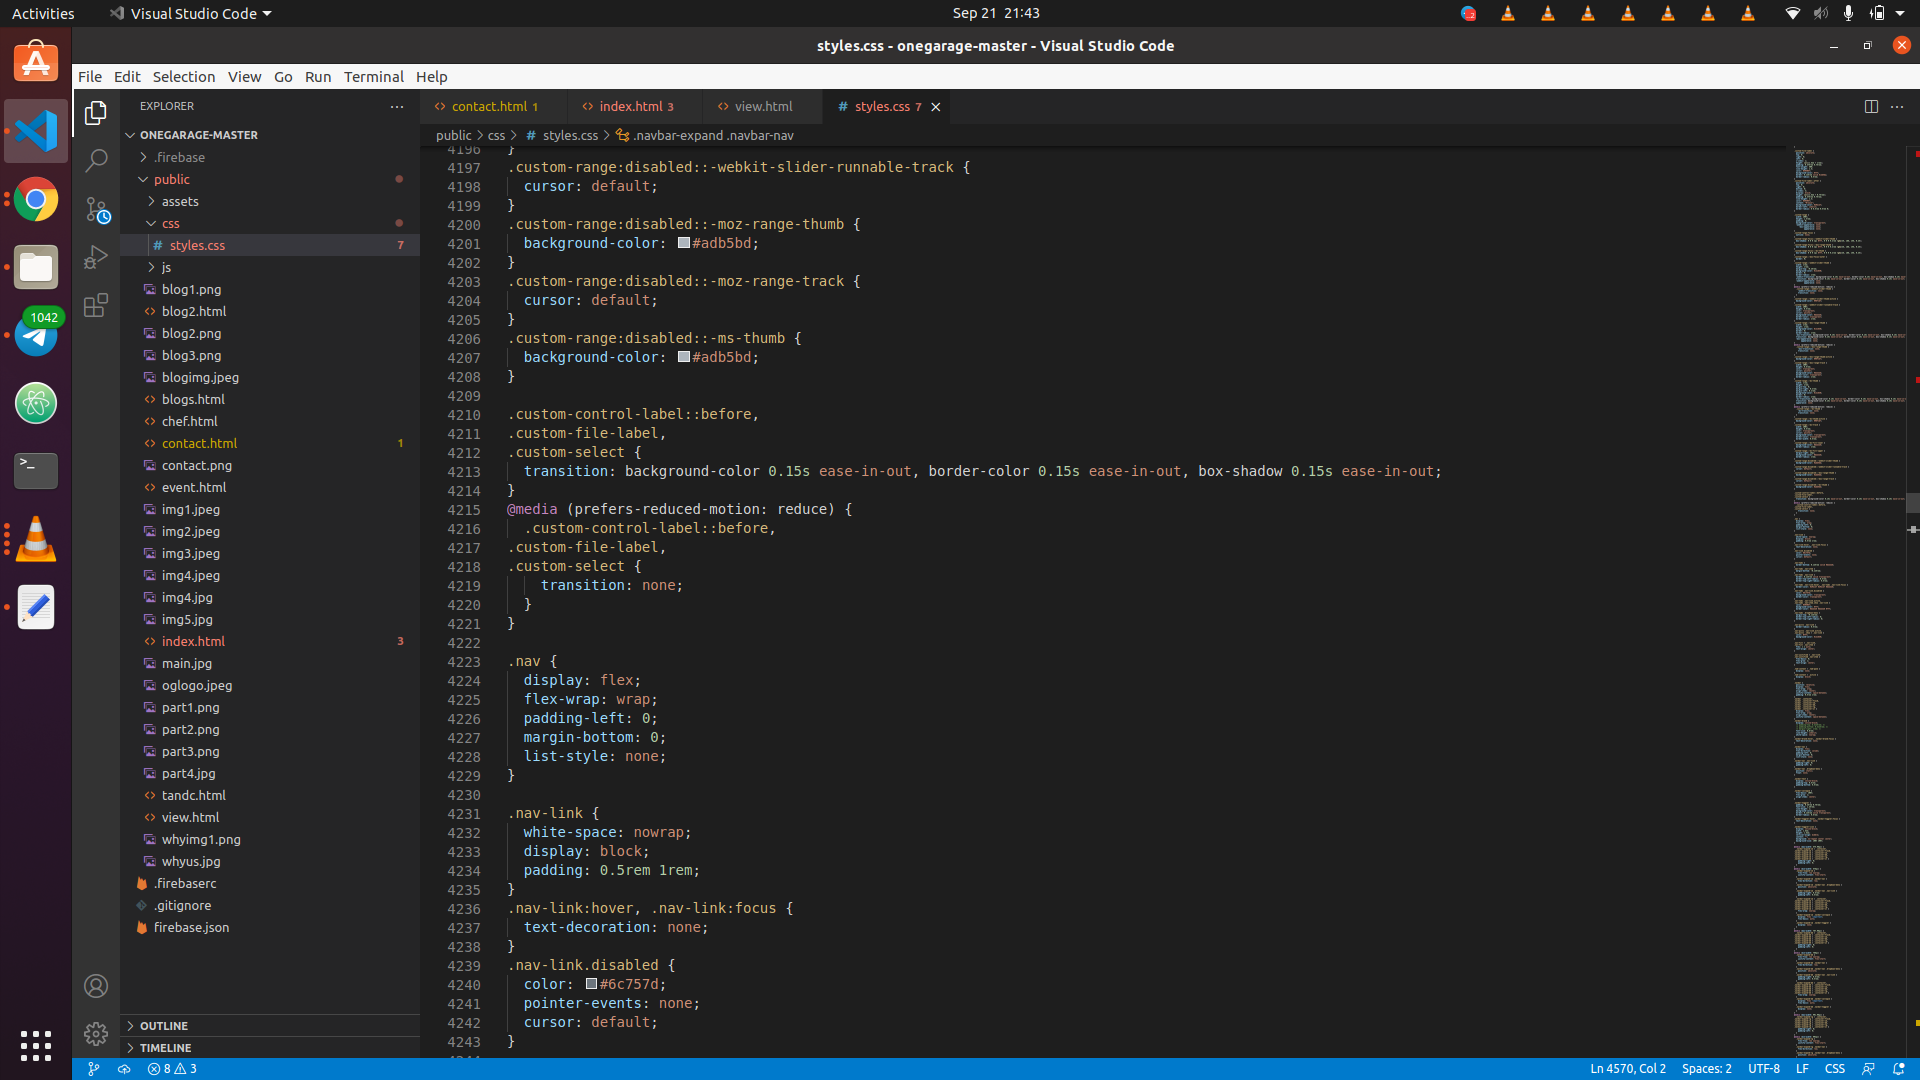 Activities
Visual Studio Code
Sep 21 21:43
styles.css - onegarage-master - Visual Studio Code
File Edit Selection View Go Run Terminal Help
EXPLORER
contact.html 1
index.html 3
view.html
styles.css 7
public > css > styles.css > .navbar-expand .navbar-nav
ONEGARAGE-MASTER
.firebase
public
assets
css
styles.css 7
js
blog1.png
blog2.html
blog2.png
blog3.png
blogimg.jpeg
blogs.html
chef.html
contact.html 1
contact.png
event.html
img1.jpeg
img2.jpeg
img3.jpeg
img4.jpeg
img4.jpg
img5.jpg
index.html 3
main.jpg
oglogo.jpeg
part1.png
part2.png
part3.png
part4.jpg
tandc.html
view.html
whyimg1.png
whyus.jpg
.firebaserc
.gitignore
firebase.json
OUTLINE
TIMELINE
1042
4196 }
4197 .custom-range:disabled::-webkit-slider-runnable-track {
4198 cursor: default;
4199 }
4200 .custom-range:disabled::-moz-range-thumb {
4201 background-color: #adb5bd;
4202 }
4203 .custom-range:disabled::-moz-range-track {
4204 cursor: default;
4205 }
4206 .custom-range:disabled::-ms-thumb {
4207 background-color: #adb5bd;
4208 }
4209
4210 .custom-control-label::before,
4211 .custom-file-label,
4212 .custom-select {
4213 transition: background-color 0.15s ease-in-out, border-color 0.15s ease-in-out, box-shadow 0.15s ease-in-out;
4214 }
4215 @media (prefers-reduced-motion: reduce) {
4216 .custom-control-label::before,
4217 .custom-file-label,
4218 .custom-select {
4219 transition: none;
4220 }
4221 }
4222
4223 .nav {
4224 display: flex;
4225 flex-wrap: wrap;
4226 padding-left: 0;
4227 margin-bottom: 0;
4228 list-style: none;
4229 }
4230
4231 .nav-link {
4232 white-space: nowrap;
4233 display: block;
4234 padding: 0.5rem 1rem;
4235 }
4236 .nav-link:hover, .nav-link:focus {
4237 text-decoration: none;
4238 }
4239 .nav-link.disabled {
4240 color: #6c757d;
4241 pointer-events: none;
4242 cursor: default;
4243 }
8 3
Ln 4570, Col 2 Spaces: 2 UTF-8 LF CSS